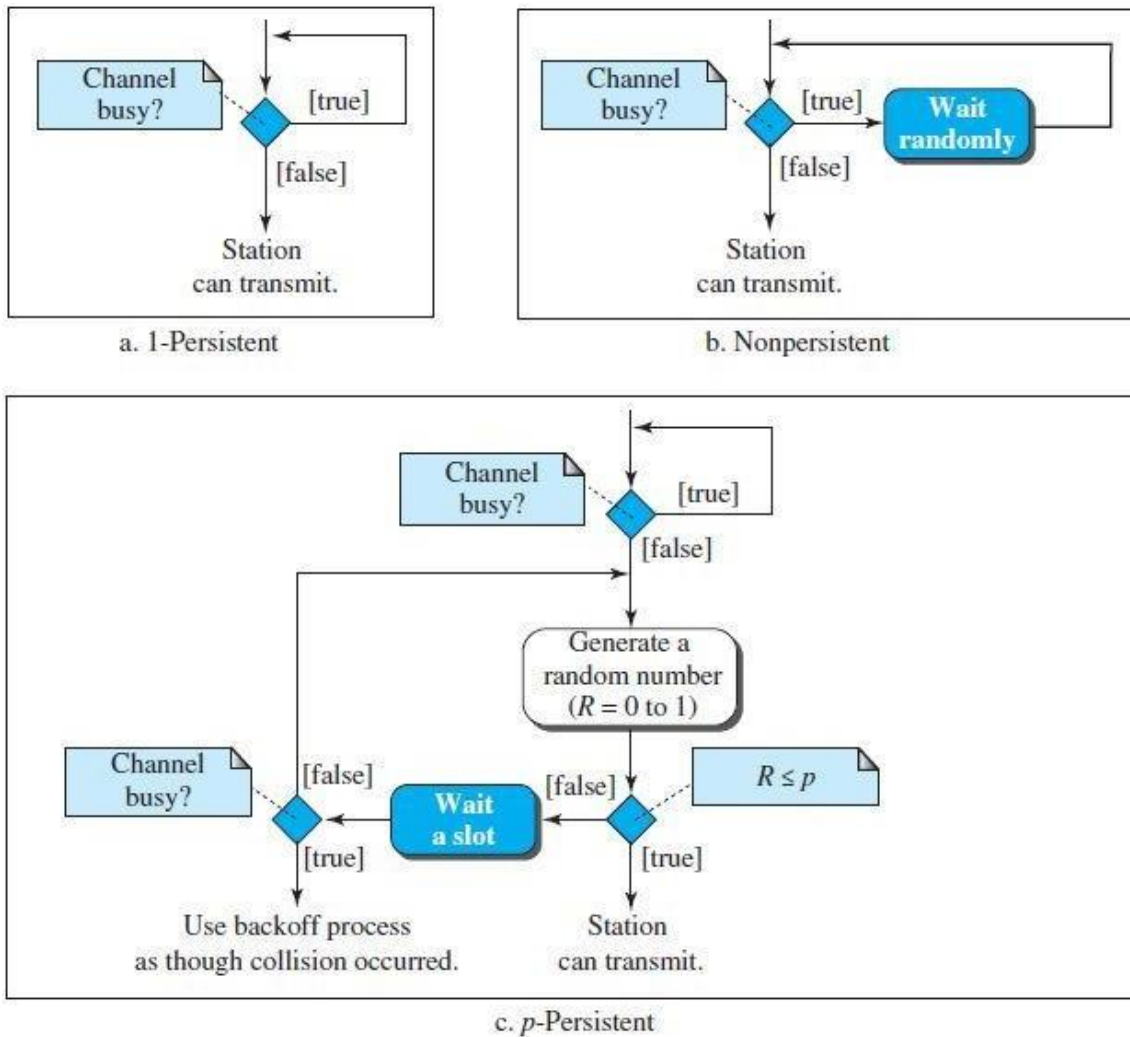 Channel
busy?
[true]
[false]
Station
can transmit.
a. 1-Persistent
Channel
busy?
[true]
Wait
randomly
[false]
Station
can transmit.
b. Nonpersistent
Channel
busy?
[true]
[false]
Generate a
random number
(R = 0 to 1)
Channel
busy?
[false]
Wait
a slot
[false]
R ≤ p
[true]
[true]
Use backoff process
as though collision occurred.
Station
can transmit.
c. p-Persistent